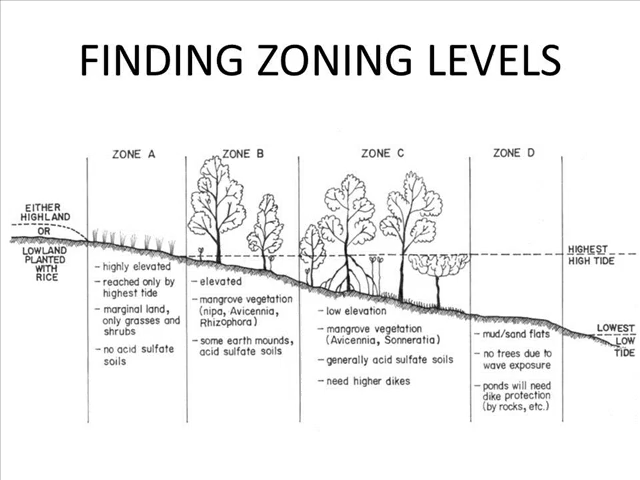 FINDING ZONING LEVELS
ZONE A
ZONE B
ZONE C
ZONE D
EITHER
HIGHLAND
OR
LOWLAND
PLANTED
WITH
RICE
HIGHEST
HIGH TIDE
LOWEST
LOW
TIDE
- highly elevated
- reached only by
highest tide
- marginal land,
only grasses and
shrubs
- no acid sulfate
soils
- elevated
- mangrove vegetation
(nipa, Avicennia,
Rhizophora)
- some earth mounds,
acid sulfate soils
- low elevation
- mangrove vegetation
(Avicennia, Sonneratia)
- generally acid sulfate soils
- need higher dikes
- mud/sand flats
- no trees due to
wave exposure
- ponds will need
dike protection
(by rocks, etc.)